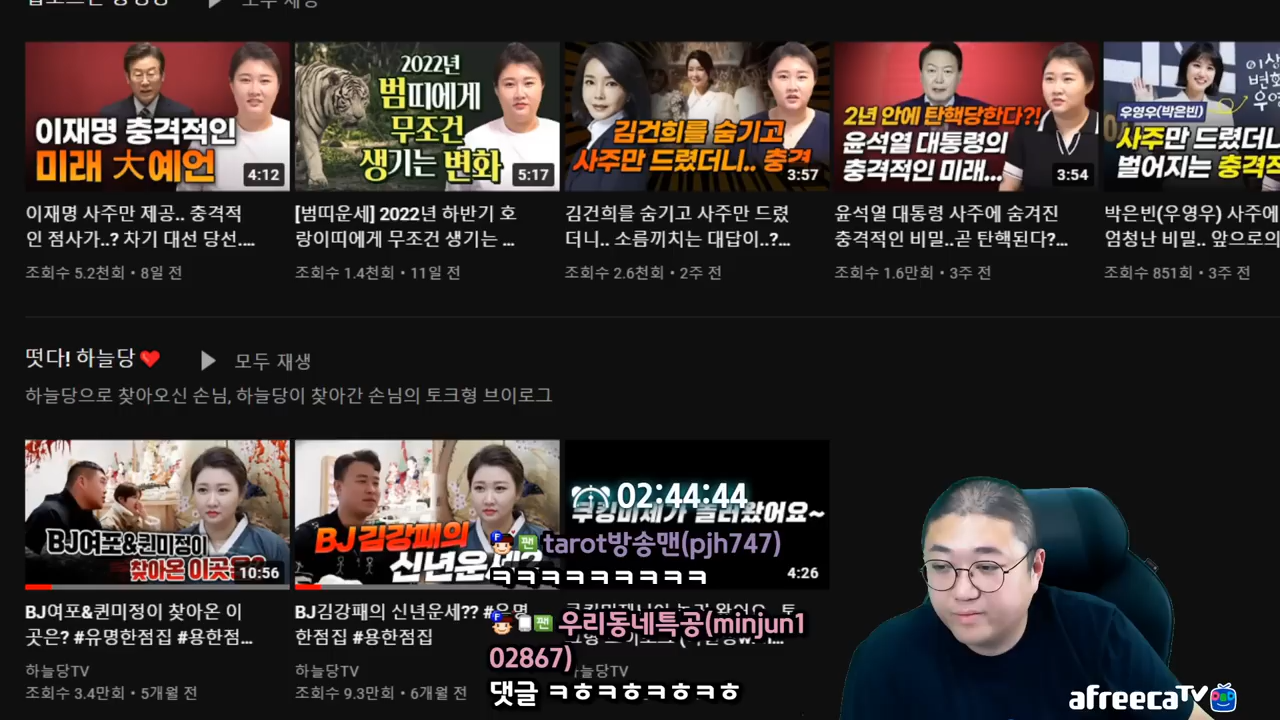 모두 재생
이재명 충격적인
미래 大예언
4:12
2022년
범띠에게
무조건
생기는 변화
5:17
김건희를 숨기고
사주만 드렸더니.. 충격
3:57
2년 안에 탄핵당한다?!
윤석열 대통령의
충격적인 미래...
3:54
우영우(박은빈)
사주만 드렸더니
벌어지는 충격적
이재명 사주만 제공.. 충격적
인 점사가..? 차기 대선 당선....
조회수 5.2천회 • 8일 전
[범띠운세] 2022년 하반기 호
랑이띠에게 무조건 생기는 ...
조회수 1.4천회 • 11일 전
김건희를 숨기고 사주만 드렸
더니.. 소름끼치는 대답이..?...
조회수 2.6천회 • 2주 전
윤석열 대통령 사주에 숨겨진
충격적인 비밀..곧 탄핵된다?...
조회수 1.6만회 • 3주 전
박은빈(우영우) 사주에
엄청난 비밀.. 앞으로의
조회수 851회 • 3주 전
떳다! 하늘당❤️
모두 재생
하늘당으로 찾아오신 손님, 하늘당이 찾아간 손님의 토크형 브이로그
BJ여포&퀸미정이
찾아온 이곳은?
10:56
BJ김강패의
신년운세?
02:44:44
4:26
tarot방송맨(pjh747)
ㅋㅋㅋㅋㅋㅋㅋㅋㅋ
우리동네특공(minjun1
02867)
댓글 ㅋㅎㅋㅎㅋㅎㅋㅎ
BJ여포&퀸미정이 찾아온 이
곳은? #유명한점집 #용한점...
하늘당TV
조회수 3.4만회 • 5개월 전
BJ김강패의 신년운세?? #유명
한점집 #용한점집
하늘당TV
조회수 9.3만회 • 6개월 전
afreecaTV